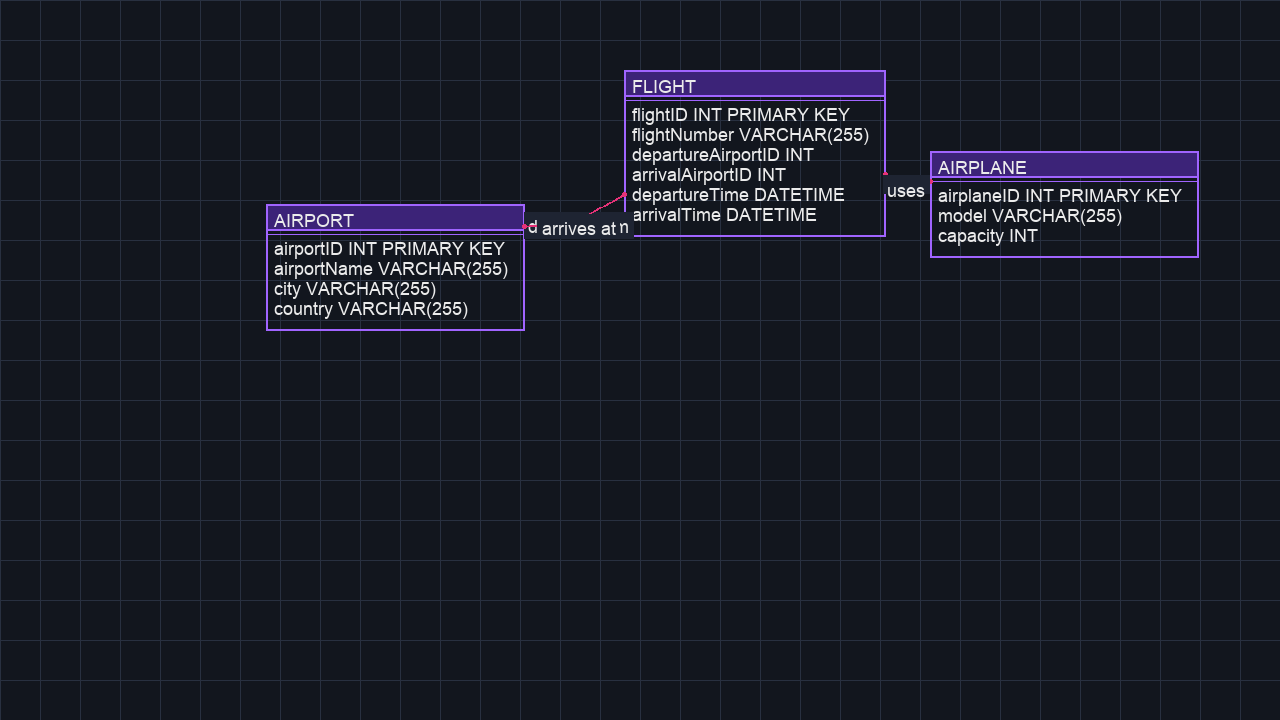 FLIGHT
flightID INT PRIMARY KEY
flightNumber VARCHAR(255)
departureAirportID INT
arrivalAirportID INT
departureTime DATETIME
arrivalTime DATETIME
AIRPLANE
airplaneID INT PRIMARY KEY
model VARCHAR(255)
capacity INT
uses
AIRPORT
airportID INT PRIMARY KEY
airportName VARCHAR(255)
city VARCHAR(255)
country VARCHAR(255)
arrives at